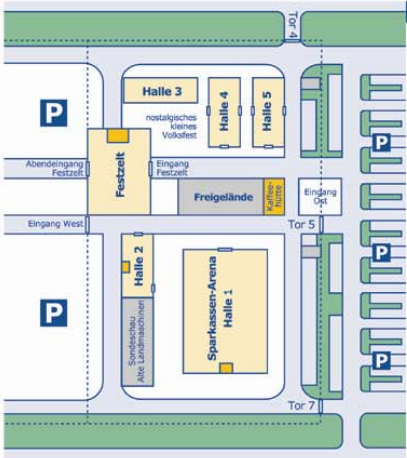 Tor 4
Halle 3
Halle 4
Halle 5
P
nostalgisches
kleines
Volksfest
P
Festzelt
Abendeingang
Festzelt
Eingang
Festzelt
Freigelände
Kaffee-
hütte
Eingang
Ost
Eingang West
Tor 5
Halle 2
P
Sparkassen-Arena
Halle 1
P
Sondeschau
Alte Landmaschinen
P
Tor 7